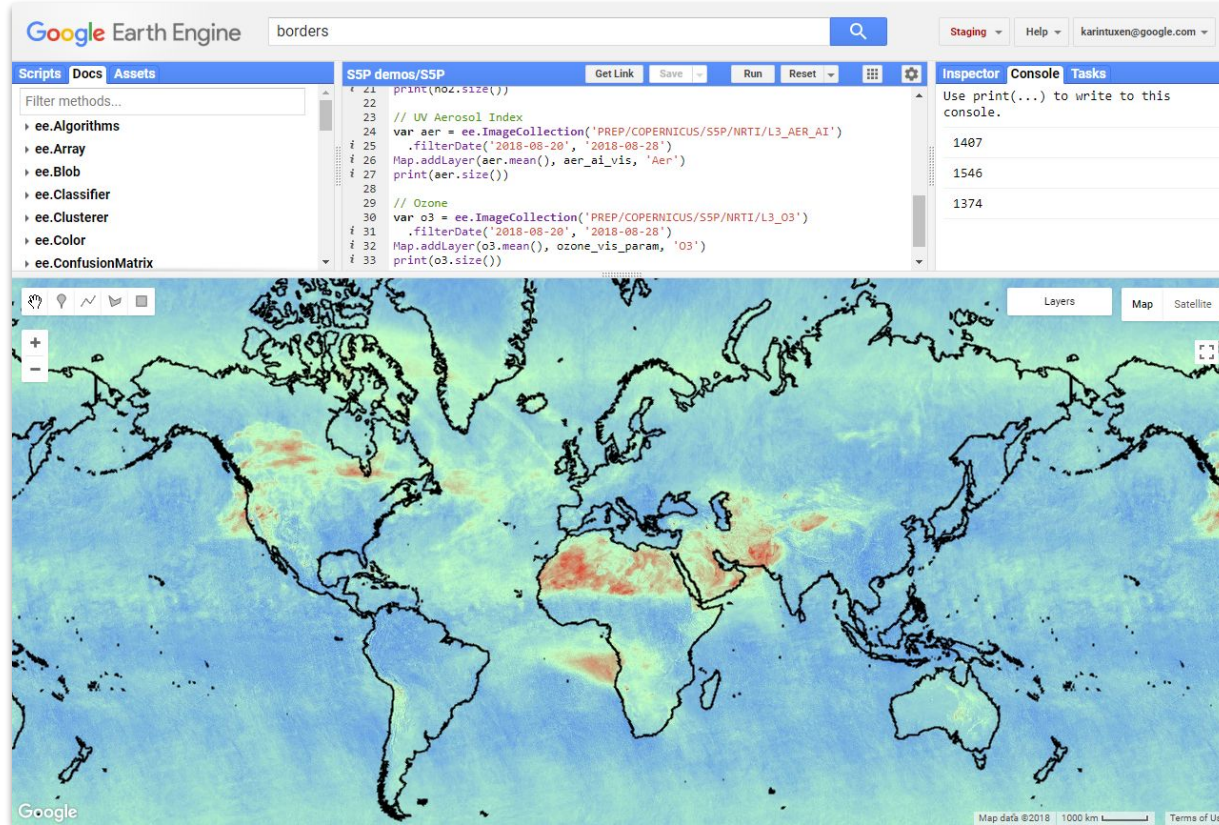 Google Earth Engine
borders
Staging
Help
karintuxen@google.com
Scripts Docs Assets
Filter methods...
ee.Algorithms
ee.Array
ee.Blob
ee.Classifier
ee.Clusterer
ee.Color
ee.ConfusionMatrix
S5P demos/S5P
Get Link Save Run Reset
i 21 print(no2.size())
22
23 // UV Aerosol Index
24 var aer = ee.ImageCollection('PREP/COPERNICUS/S5P/NRTI/L3_AER_AI')
i 25 .filterDate('2018-08-20', '2018-08-28')
i 26 Map.addLayer(aer.mean(), aer_ai_vis, 'Aer')
i 27 print(aer.size())
28
29 // Ozone
30 var o3 = ee.ImageCollection('PREP/COPERNICUS/S5P/NRTI/L3_O3')
i 31 .filterDate('2018-08-20', '2018-08-28')
i 32 Map.addLayer(o3.mean(), ozone_vis_param, 'O3')
i 33 print(o3.size())
Inspector Console Tasks
Use print(...) to write to this
console.
1407
1546
1374
Layers
Map Satellite
Google
Map data ©2018 1000 km Terms of Us